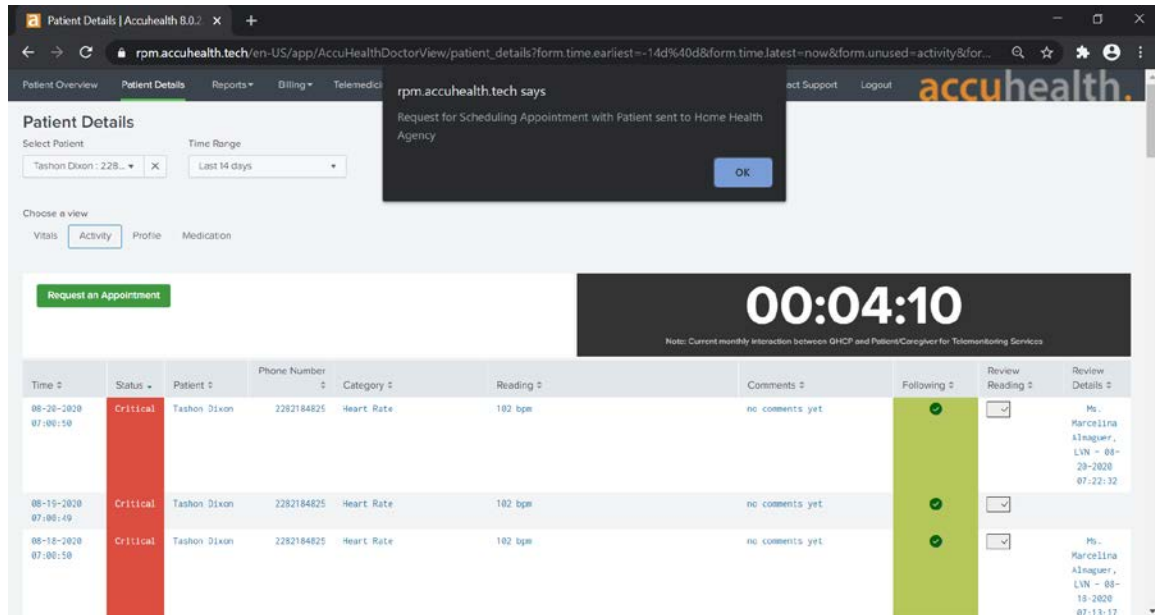 Patient Details | Accuhealth 8.0.2
rpm.accuhealth.tech/en-US/app/AccuHealthDoctorView/patient_details?form.time.earliest=-14d%40d&form.time.latest=now&form.unused=activity&for...
Patient Overview Patient Details Reports Billing Telemedici act Support Logout accuhealth.
rpm.accuhealth.tech says
Request for Scheduling Appointment with Patient sent to Home Health
Agency
OK
Patient Details
Select Patient Time Range
Tashon Dixon : 228... Last 14 days
Choose a view
Vitals Activity Profile Medication
Request an Appointment
00:04:10
Note: Current monthly interaction between QHCP and Patient/Caregiver for Telemonitoring Services
Time Status Patient Phone Number Category Reading Comments Following Review Reading Review Details
08-20-2020 Critical Tashon Dixon 2282184825 Heart Rate 102 bpm no comments yet Ms.
07:00:50 Marcelina
Almaguer,
LVN - 08-
20-2020
07:22:32
08-19-2020 Critical Tashon Dixon 2282184825 Heart Rate 102 bpm no comments yet
07:00:49
08-18-2020 Critical Tashon Dixon 2282184825 Heart Rate 102 bpm no comments yet Ms.
07:00:50 Marcelina
Almaguer,
LVN - 08-
18-2020
07:13:17